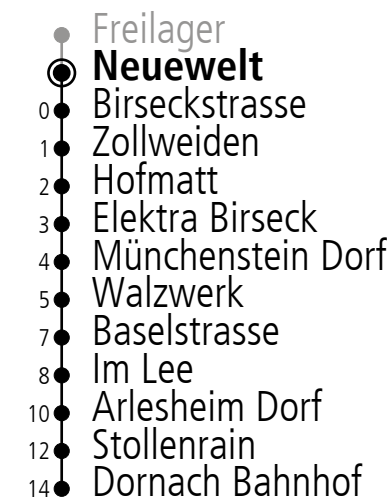 Freilager
Neuewelt
0 Birseckstrasse
1 Zollweiden
2 Hofmatt
3 Elektra Birseck
4 Münchenstein Dorf
5 Walzwerk
7 Baselstrasse
8 Im Lee
10 Arlesheim Dorf
12 Stollenrain
14 Dornach Bahnhof